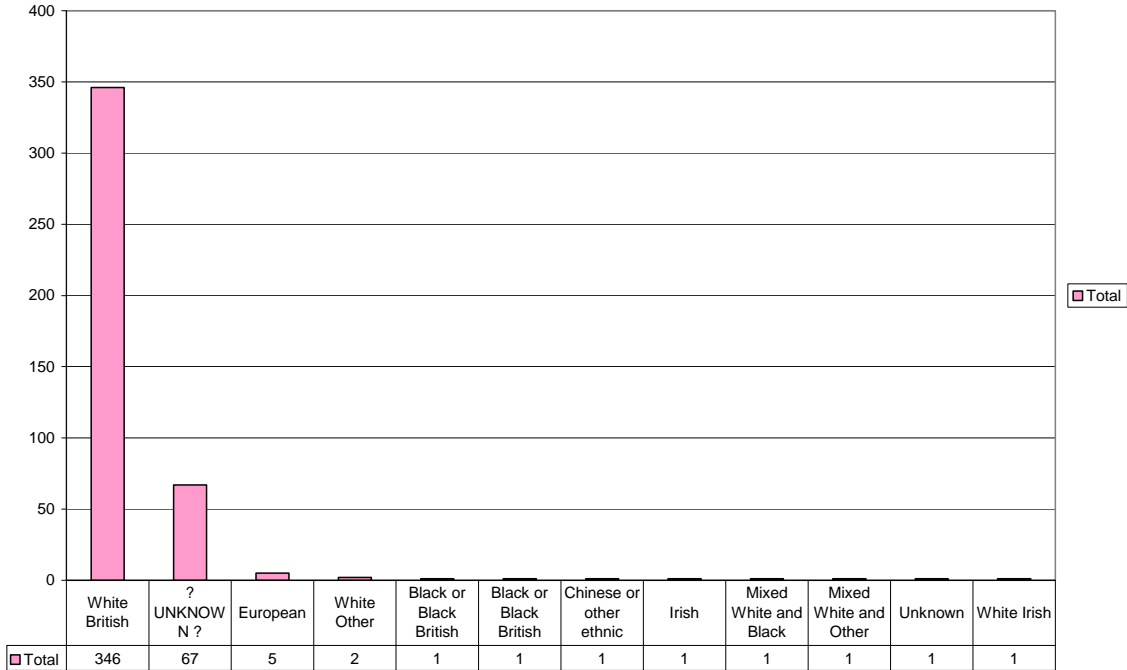 400
350
300
250
200
150
100
50
0
White British
? UNKNOWN ?
European
White Other
Black or Black British
Black or Black British
Chinese or other ethnic
Irish
Mixed White and Black
Mixed White and Other
Unknown
White Irish
Total 346 67 5 2 1 1 1 1 1 1 1 1
Total